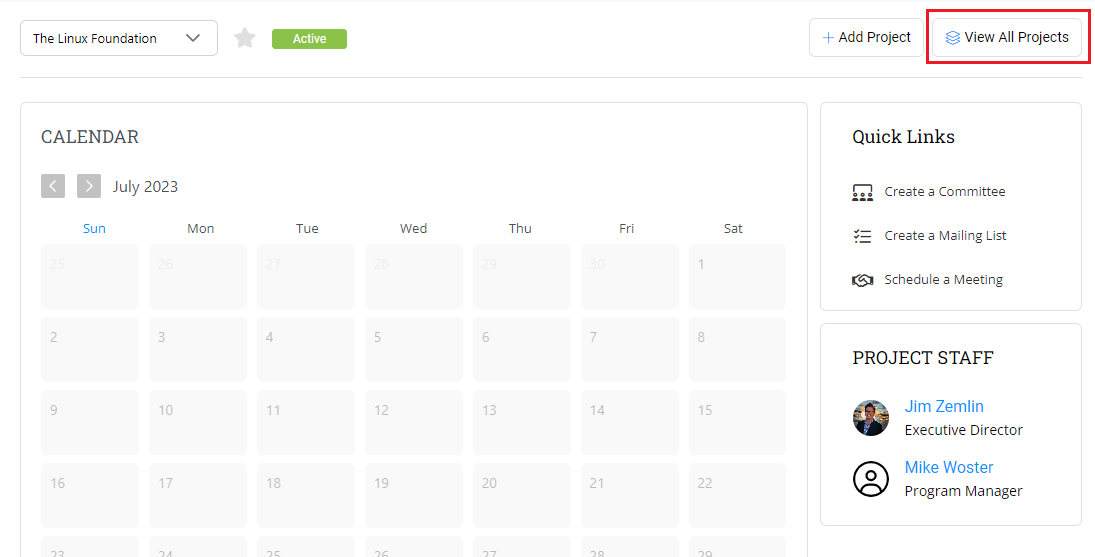 The Linux Foundation Active Add Project View All Projects
CALENDAR
July 2023
Sun Mon Tue Wed Thu Fri Sat
25 26 27 28 29 30 1
2 3 4 5 6 7 8
9 10 11 12 13 14 15
16 17 18 19 20 21 22
23 24 25 26 27 28 29
Quick Links
Create a Committee
Create a Mailing List
Schedule a Meeting
PROJECT STAFF
Jim Zemlin
Executive Director
Mike Woster
Program Manager